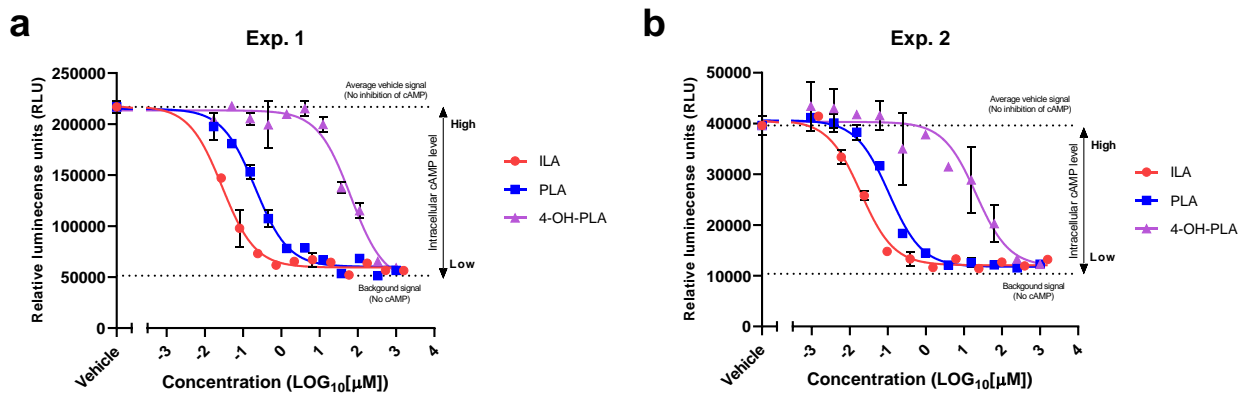 a
Exp. 1
Relative luminecense units (RLU)
250000
200000
150000
100000
50000
0
Average vehicle signal
(No inhibition of cAMP)
High
Intracellular cAMP level
Low
Backgound signal
(No cAMP)
Vehicle
-3
-2
-1
0
1
2
3
4
Concentration (LOG10[µM])
ILA
PLA
4-OH-PLA
b
Exp. 2
Relative luminecense units (RLU)
50000
40000
30000
20000
10000
0
Average vehicle signal
(No inhibition of cAMP)
High
Intracellular cAMP level
Low
Backgound signal
(No cAMP)
Vehicle
-3
-2
-1
0
1
2
3
4
Concentration (LOG10[µM])
ILA
PLA
4-OH-PLA